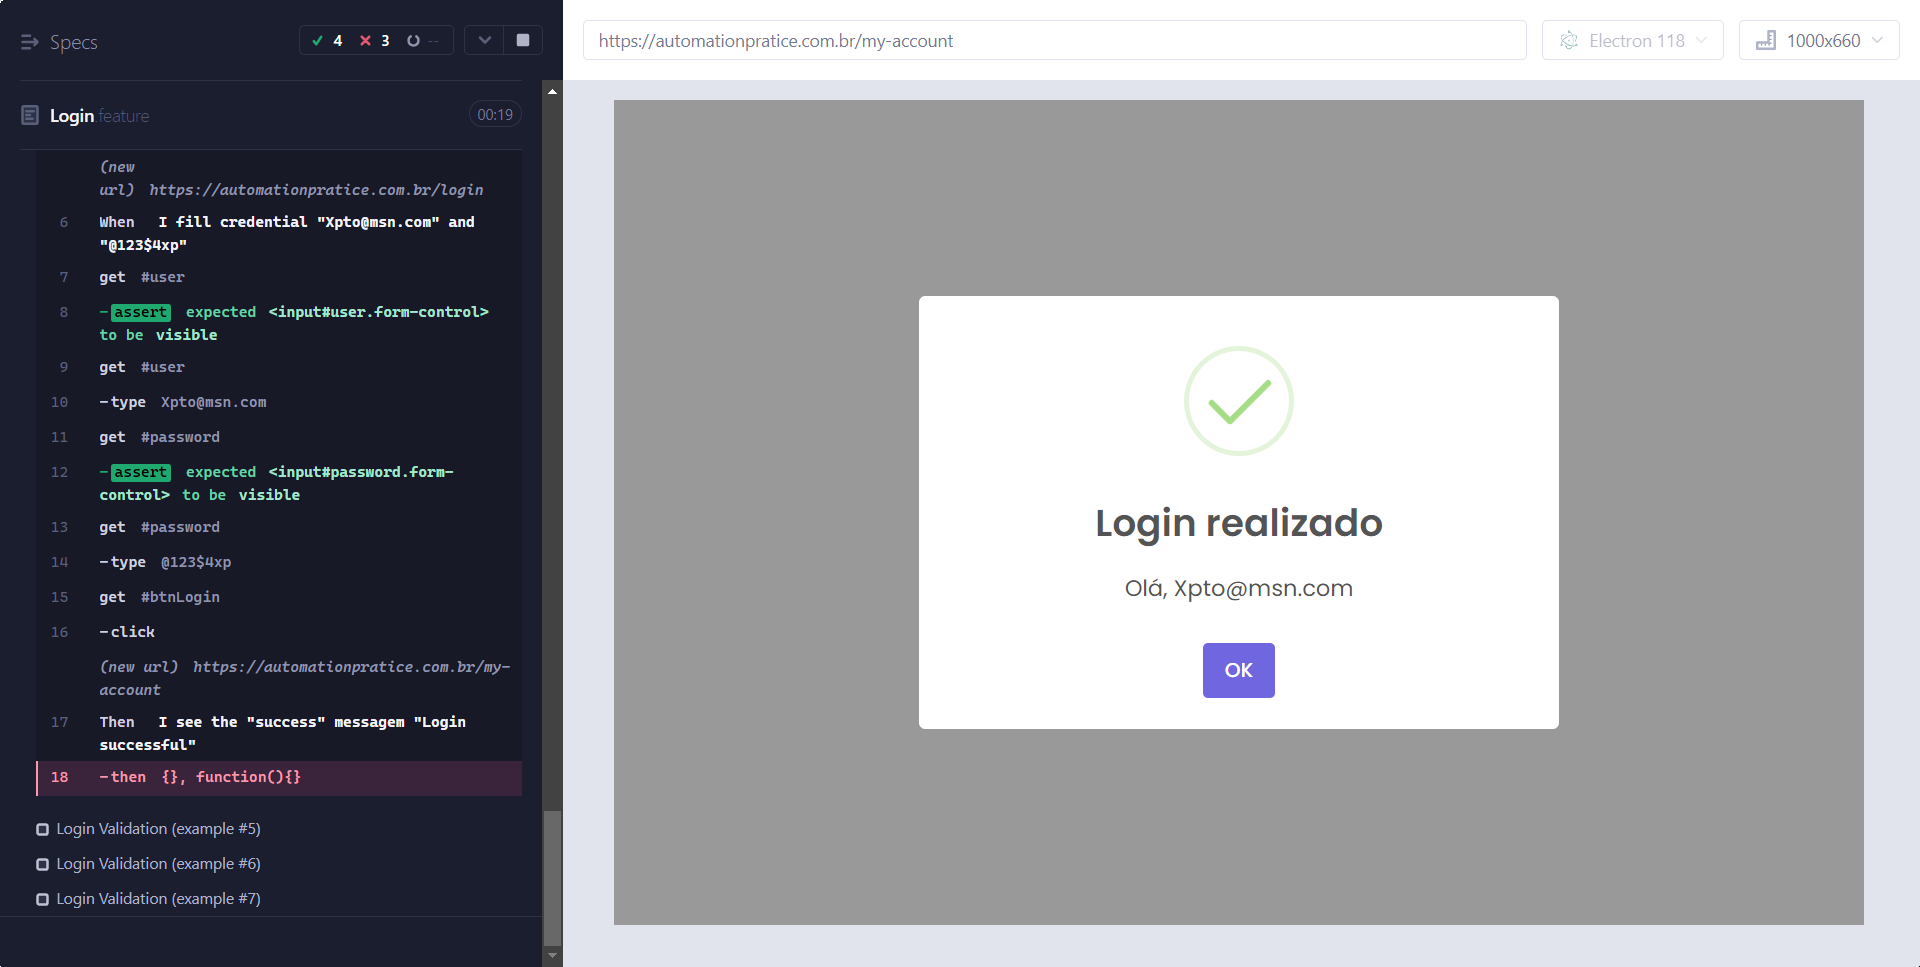 Specs
4 3 --
Login feature
00:19
(new
url) https://automationpratice.com.br/login
6 When I fill credential "Xpto@msn.com" and
"@123$4xp"
7 get #user
8 -assert expected <input#user.form-control>
to be visible
9 get #user
10 -type Xpto@msn.com
11 get #password
12 -assert expected <input#password.form-
control> to be visible
13 get #password
14 -type @123$4xp
15 get #btnLogin
16 -click
(new url) https://automationpratice.com.br/my-
account
17 Then I see the "success" messagem "Login
successful"
18 -then {}, function(){}
Login Validation (example #5)
Login Validation (example #6)
Login Validation (example #7)
https://automationpratice.com.br/my-account
Electron 118
1000x660
Login realizado
Olá, Xpto@msn.com
OK